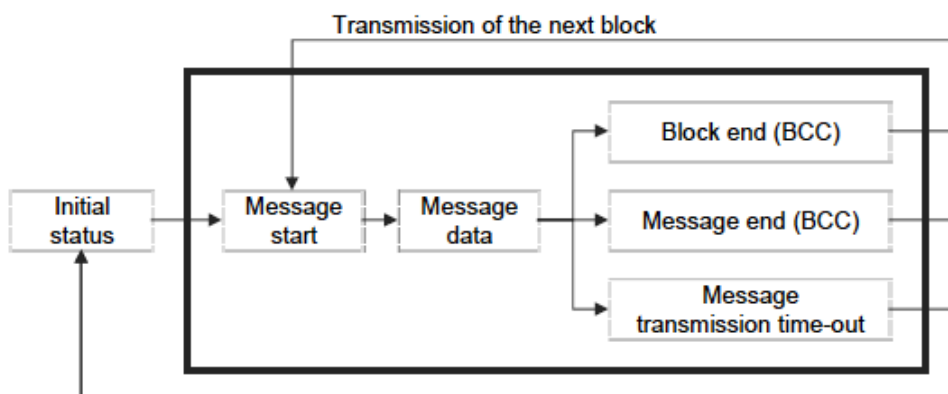 Transmission of the next block
Block end (BCC)
Initial
status
Message
start
Message
data
Message end (BCC)
Message
transmission time-out